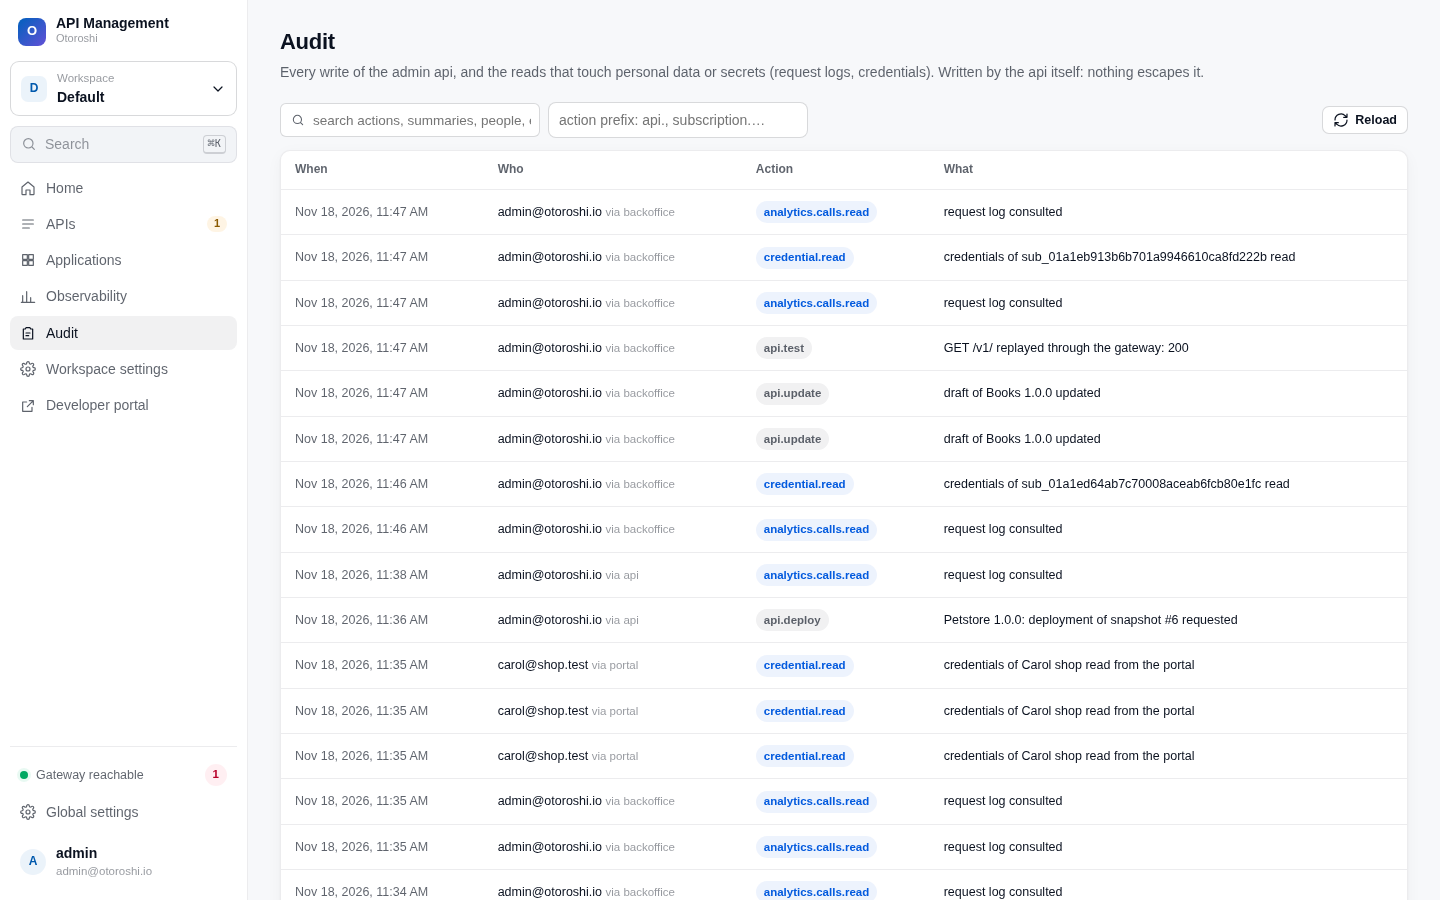 O
API Management
Otoroshi
D
Workspace
Default
Search
⌘K
Home
APIs
1
Applications
Observability
Audit
Workspace settings
Developer portal
Gateway reachable
1
Global settings
A
admin
admin@otoroshi.io
Audit
Every write of the admin api, and the reads that touch personal data or secrets (request logs, credentials). Written by the api itself: nothing escapes it.
search actions, summaries, people,
action prefix: api., subscription.…
Reload
When Who Action What
Nov 18, 2026, 11:47 AM admin@otoroshi.io via backoffice analytics.calls.read request log consulted
Nov 18, 2026, 11:47 AM admin@otoroshi.io via backoffice credential.read credentials of sub_01a1eb913b6b701a9946610ca8fd222b read
Nov 18, 2026, 11:47 AM admin@otoroshi.io via backoffice analytics.calls.read request log consulted
Nov 18, 2026, 11:47 AM admin@otoroshi.io via backoffice api.test GET /v1/ replayed through the gateway: 200
Nov 18, 2026, 11:47 AM admin@otoroshi.io via backoffice api.update draft of Books 1.0.0 updated
Nov 18, 2026, 11:47 AM admin@otoroshi.io via backoffice api.update draft of Books 1.0.0 updated
Nov 18, 2026, 11:46 AM admin@otoroshi.io via backoffice credential.read credentials of sub_01a1ed64ab7c70008aceab6fcb80e1fc read
Nov 18, 2026, 11:46 AM admin@otoroshi.io via backoffice analytics.calls.read request log consulted
Nov 18, 2026, 11:38 AM admin@otoroshi.io via api analytics.calls.read request log consulted
Nov 18, 2026, 11:36 AM admin@otoroshi.io via api api.deploy Petstore 1.0.0: deployment of snapshot #6 requested
Nov 18, 2026, 11:35 AM carol@shop.test via portal credential.read credentials of Carol shop read from the portal
Nov 18, 2026, 11:35 AM carol@shop.test via portal credential.read credentials of Carol shop read from the portal
Nov 18, 2026, 11:35 AM carol@shop.test via portal credential.read credentials of Carol shop read from the portal
Nov 18, 2026, 11:35 AM admin@otoroshi.io via backoffice analytics.calls.read request log consulted
Nov 18, 2026, 11:35 AM admin@otoroshi.io via backoffice analytics.calls.read request log consulted
Nov 18, 2026, 11:34 AM admin@otoroshi.io via backoffice analytics.calls.read request log consulted